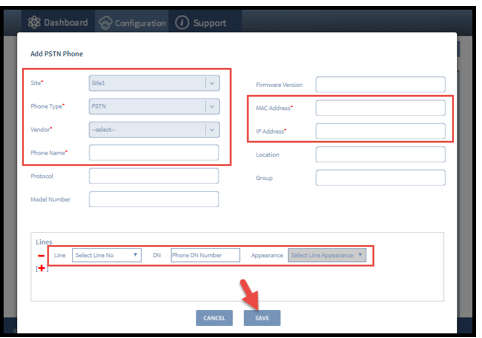 Dashboard Configuration Support
Add PSTN Phone
Site* Site1
Phone Type* PSTN
Vendor* --select--
Phone Name*
Protocol
Model Number
Firmware Version
MAC Address*
IP Address*
Location
Group
Lines
Line Select Line No DN Phone DN Number Appearance Select Line Appearance
CANCEL SAVE